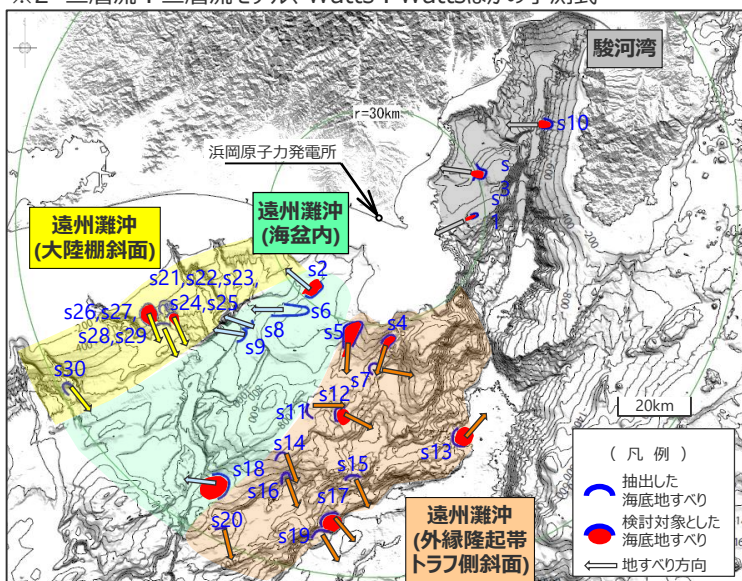 ※2 二層流・二層流モデル、Watts・Wattsほかの予測式
駿河湾
r=30km
s10
浜岡原子力発電所
s
3
s
1
遠州灘沖
(大陸棚斜面)
遠州灘沖
(海盆内)
s2
s21,s22,s23,
s24,s25
s26,s27,
s28,s29
s6
s8
s9
s5
s4
s7
s30
s12
s11
20km
s13
s14
s18
s16
s15
s17
s20
s19
遠州灘沖
(外縁隆起帯
トラフ側斜面)
(凡例)
抽出した
海底地すべり
検討対象とした
海底地すべり
地すべり方向